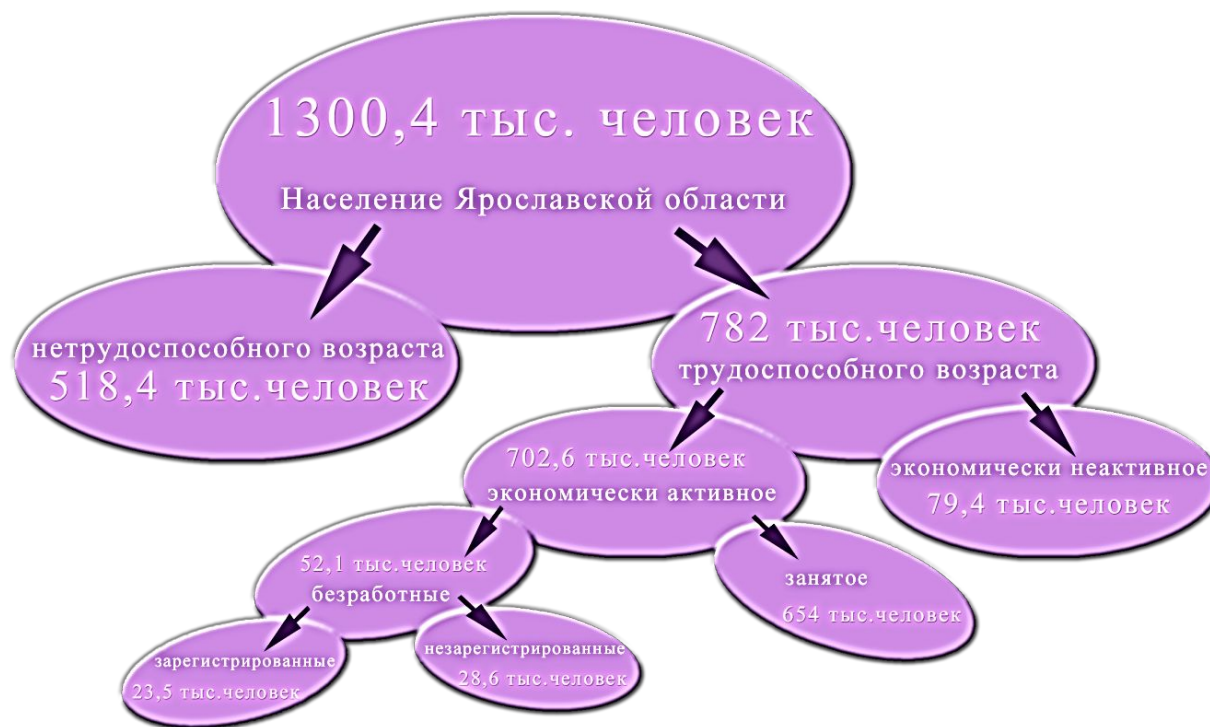 1300,4 тыс. человек
Население Ярославской области
нетрудоспособного возраста
518,4 тыс.человек
782 тыс.человек
трудоспособного возраста
702,6 тыс.человек
экономически активное
экономически неактивное
79,4 тыс.человек
52,1 тыс.человек
безработные
занятое
654 тыс.человек
зарегистрированные
23,5 тыс.человек
незарегистрированные
28,6 тыс.человек